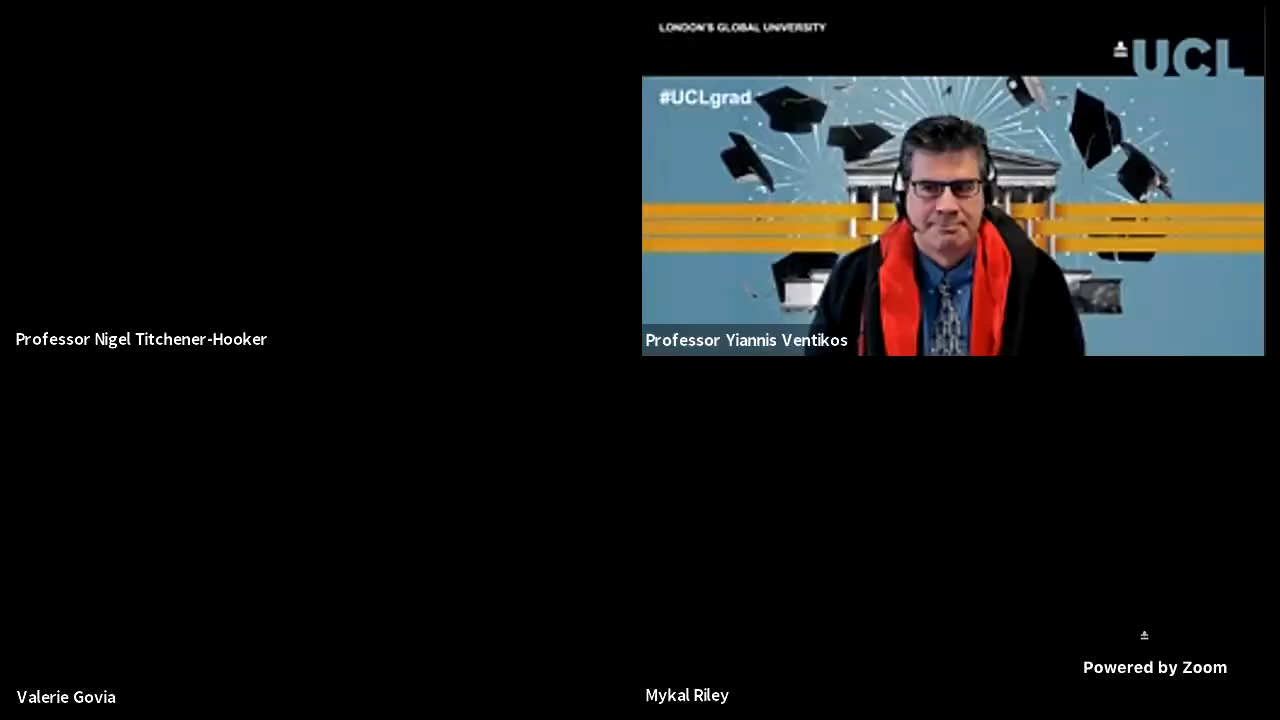 LONDON'S GLOBAL UNIVERSITY
UCL
#UCLgrad
Professor Nigel Titchener-Hooker
Professor Yiannis Ventikos
Powered by Zoom
Valerie Govia
Mykal Riley